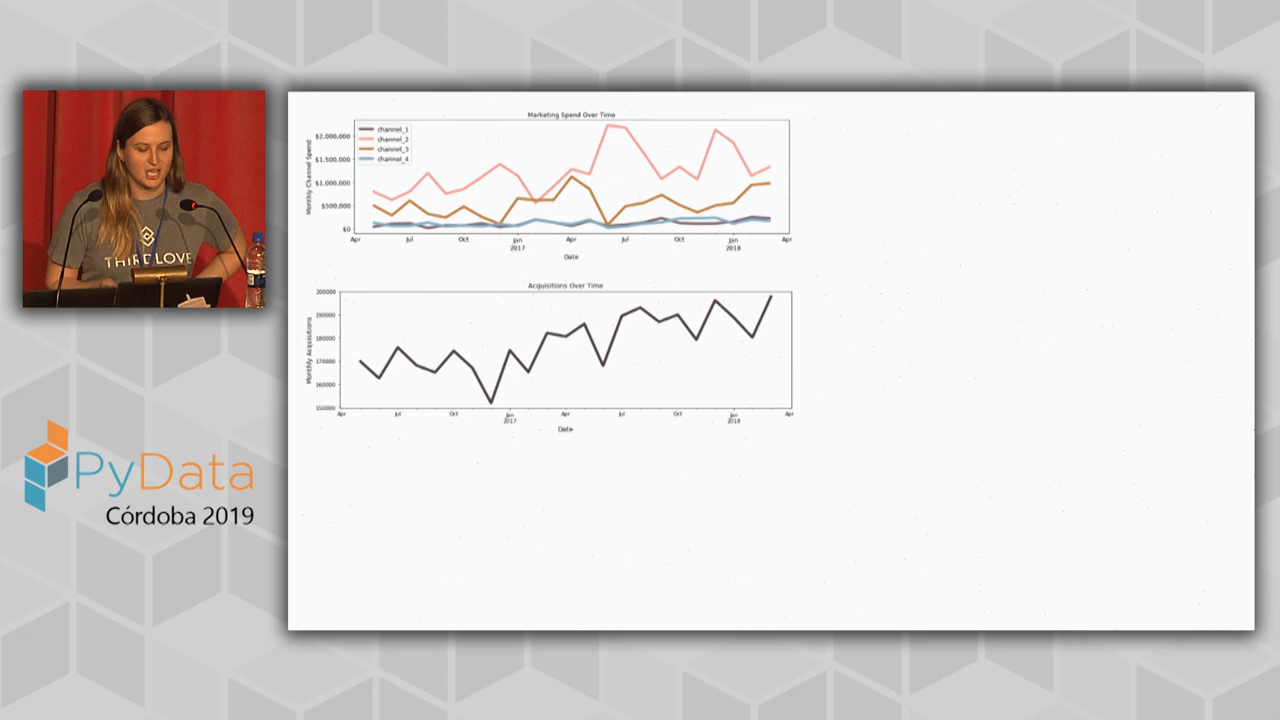 THIRDLOVE
PyData
Córdoba 2019
Marketing Spend Over Time
channel_1
channel_2
channel_3
channel_4
Monthly Channel Spend
$2,000,000
$1,500,000
$1,000,000
$500,000
$0
Apr Jul Oct Jan Apr Jul Oct Jan Apr
2017 2018
Date
Acquisitions Over Time
Monthly Acquisitions
200000
190000
180000
170000
160000
150000
Apr Jul Oct Jan Apr Jul Oct Jan Apr
2017 2018
Date